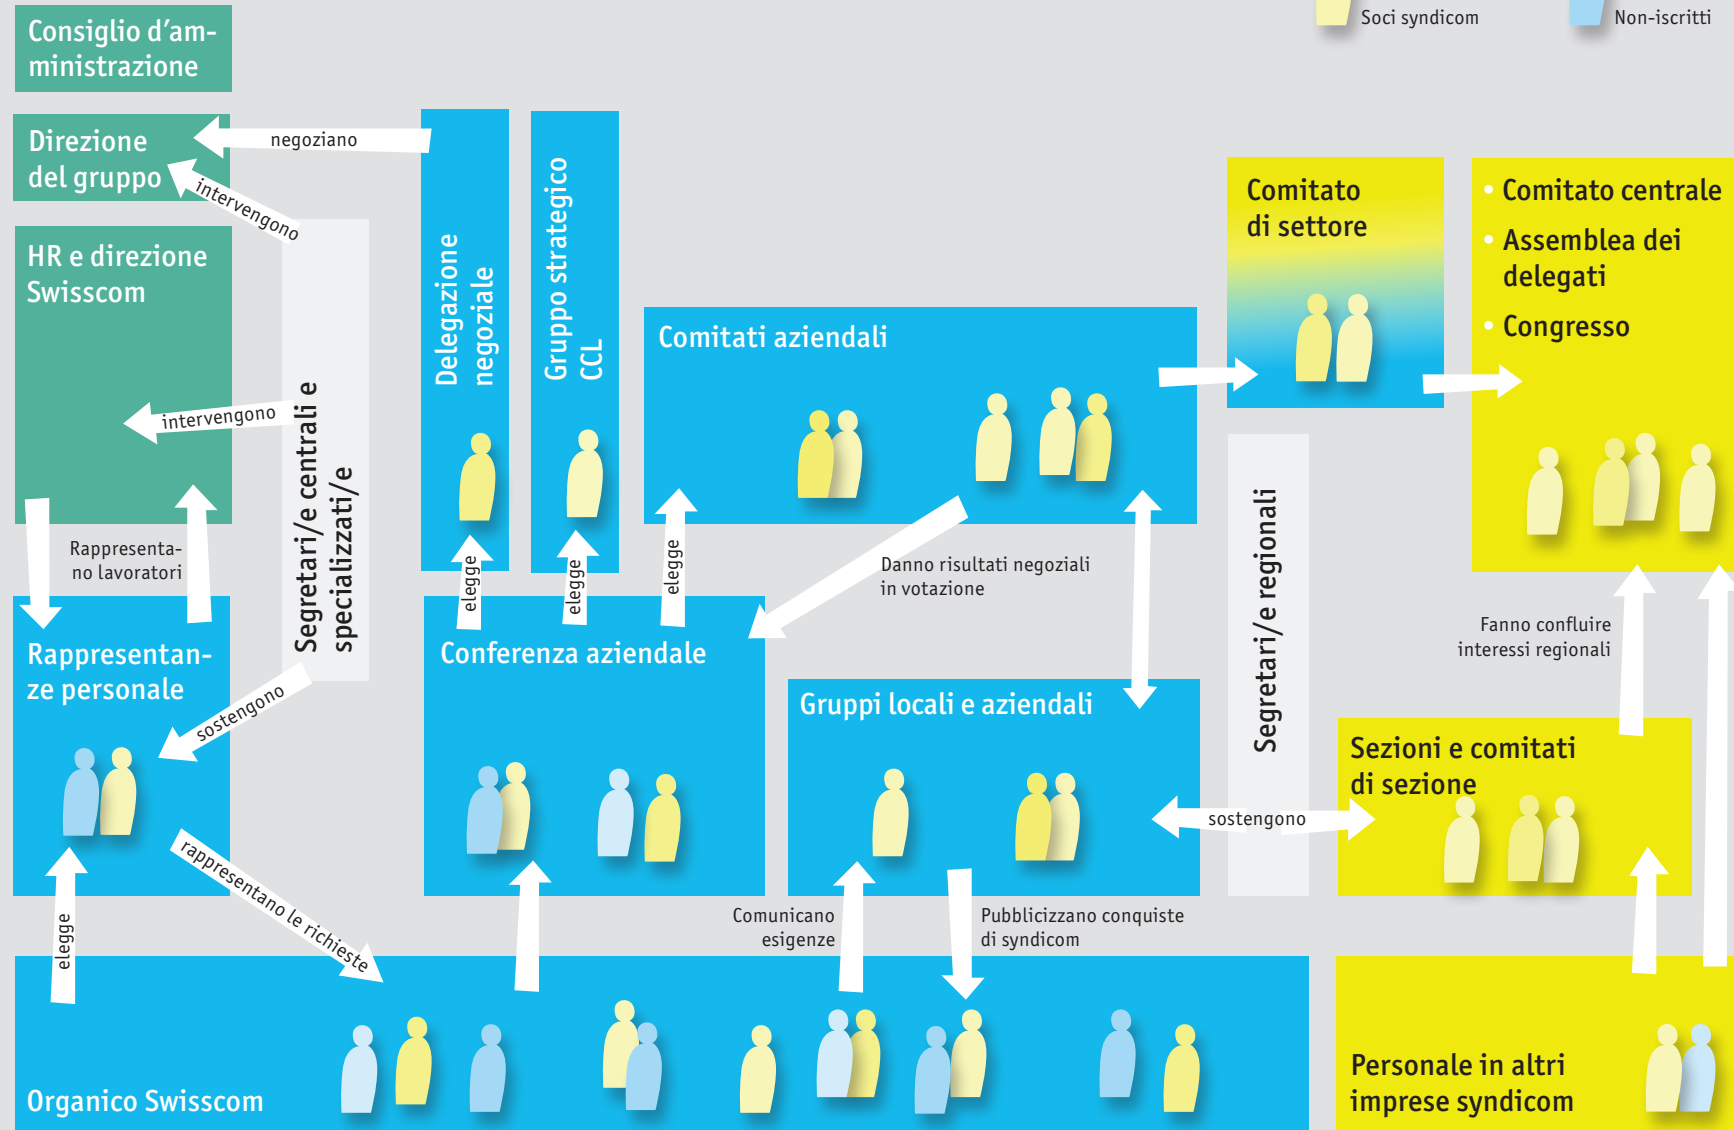 Soci syndicom
Non-iscritti
Consiglio d’am-
ministrazione
Direzione
del gruppo
negoziano
intervengono
HR e direzione
Swisscom
intervengono
Segretari/e centrali e
specializzati/e
Delegazione
negoziale
Gruppo strategico
CCL
Comitati aziendali
Comitato
di settore
• Comitato centrale
• Assemblea dei
delegati
• Congresso
Rappresenta-
no lavoratori
elegge
elegge
elegge
Danno risultati negoziali
in votazione
Segretari/e regionali
Fanno confluire
interessi regionali
Rappresentan-
ze personale
sostengono
Conferenza aziendale
Gruppi locali e aziendali
sostengono
Sezioni e comitati
di sezione
elegge
rappresentano le richieste
Comunicano
esigenze
Pubblicizzano conquiste
di syndicom
Organico Swisscom
Personale in altri
imprese syndicom